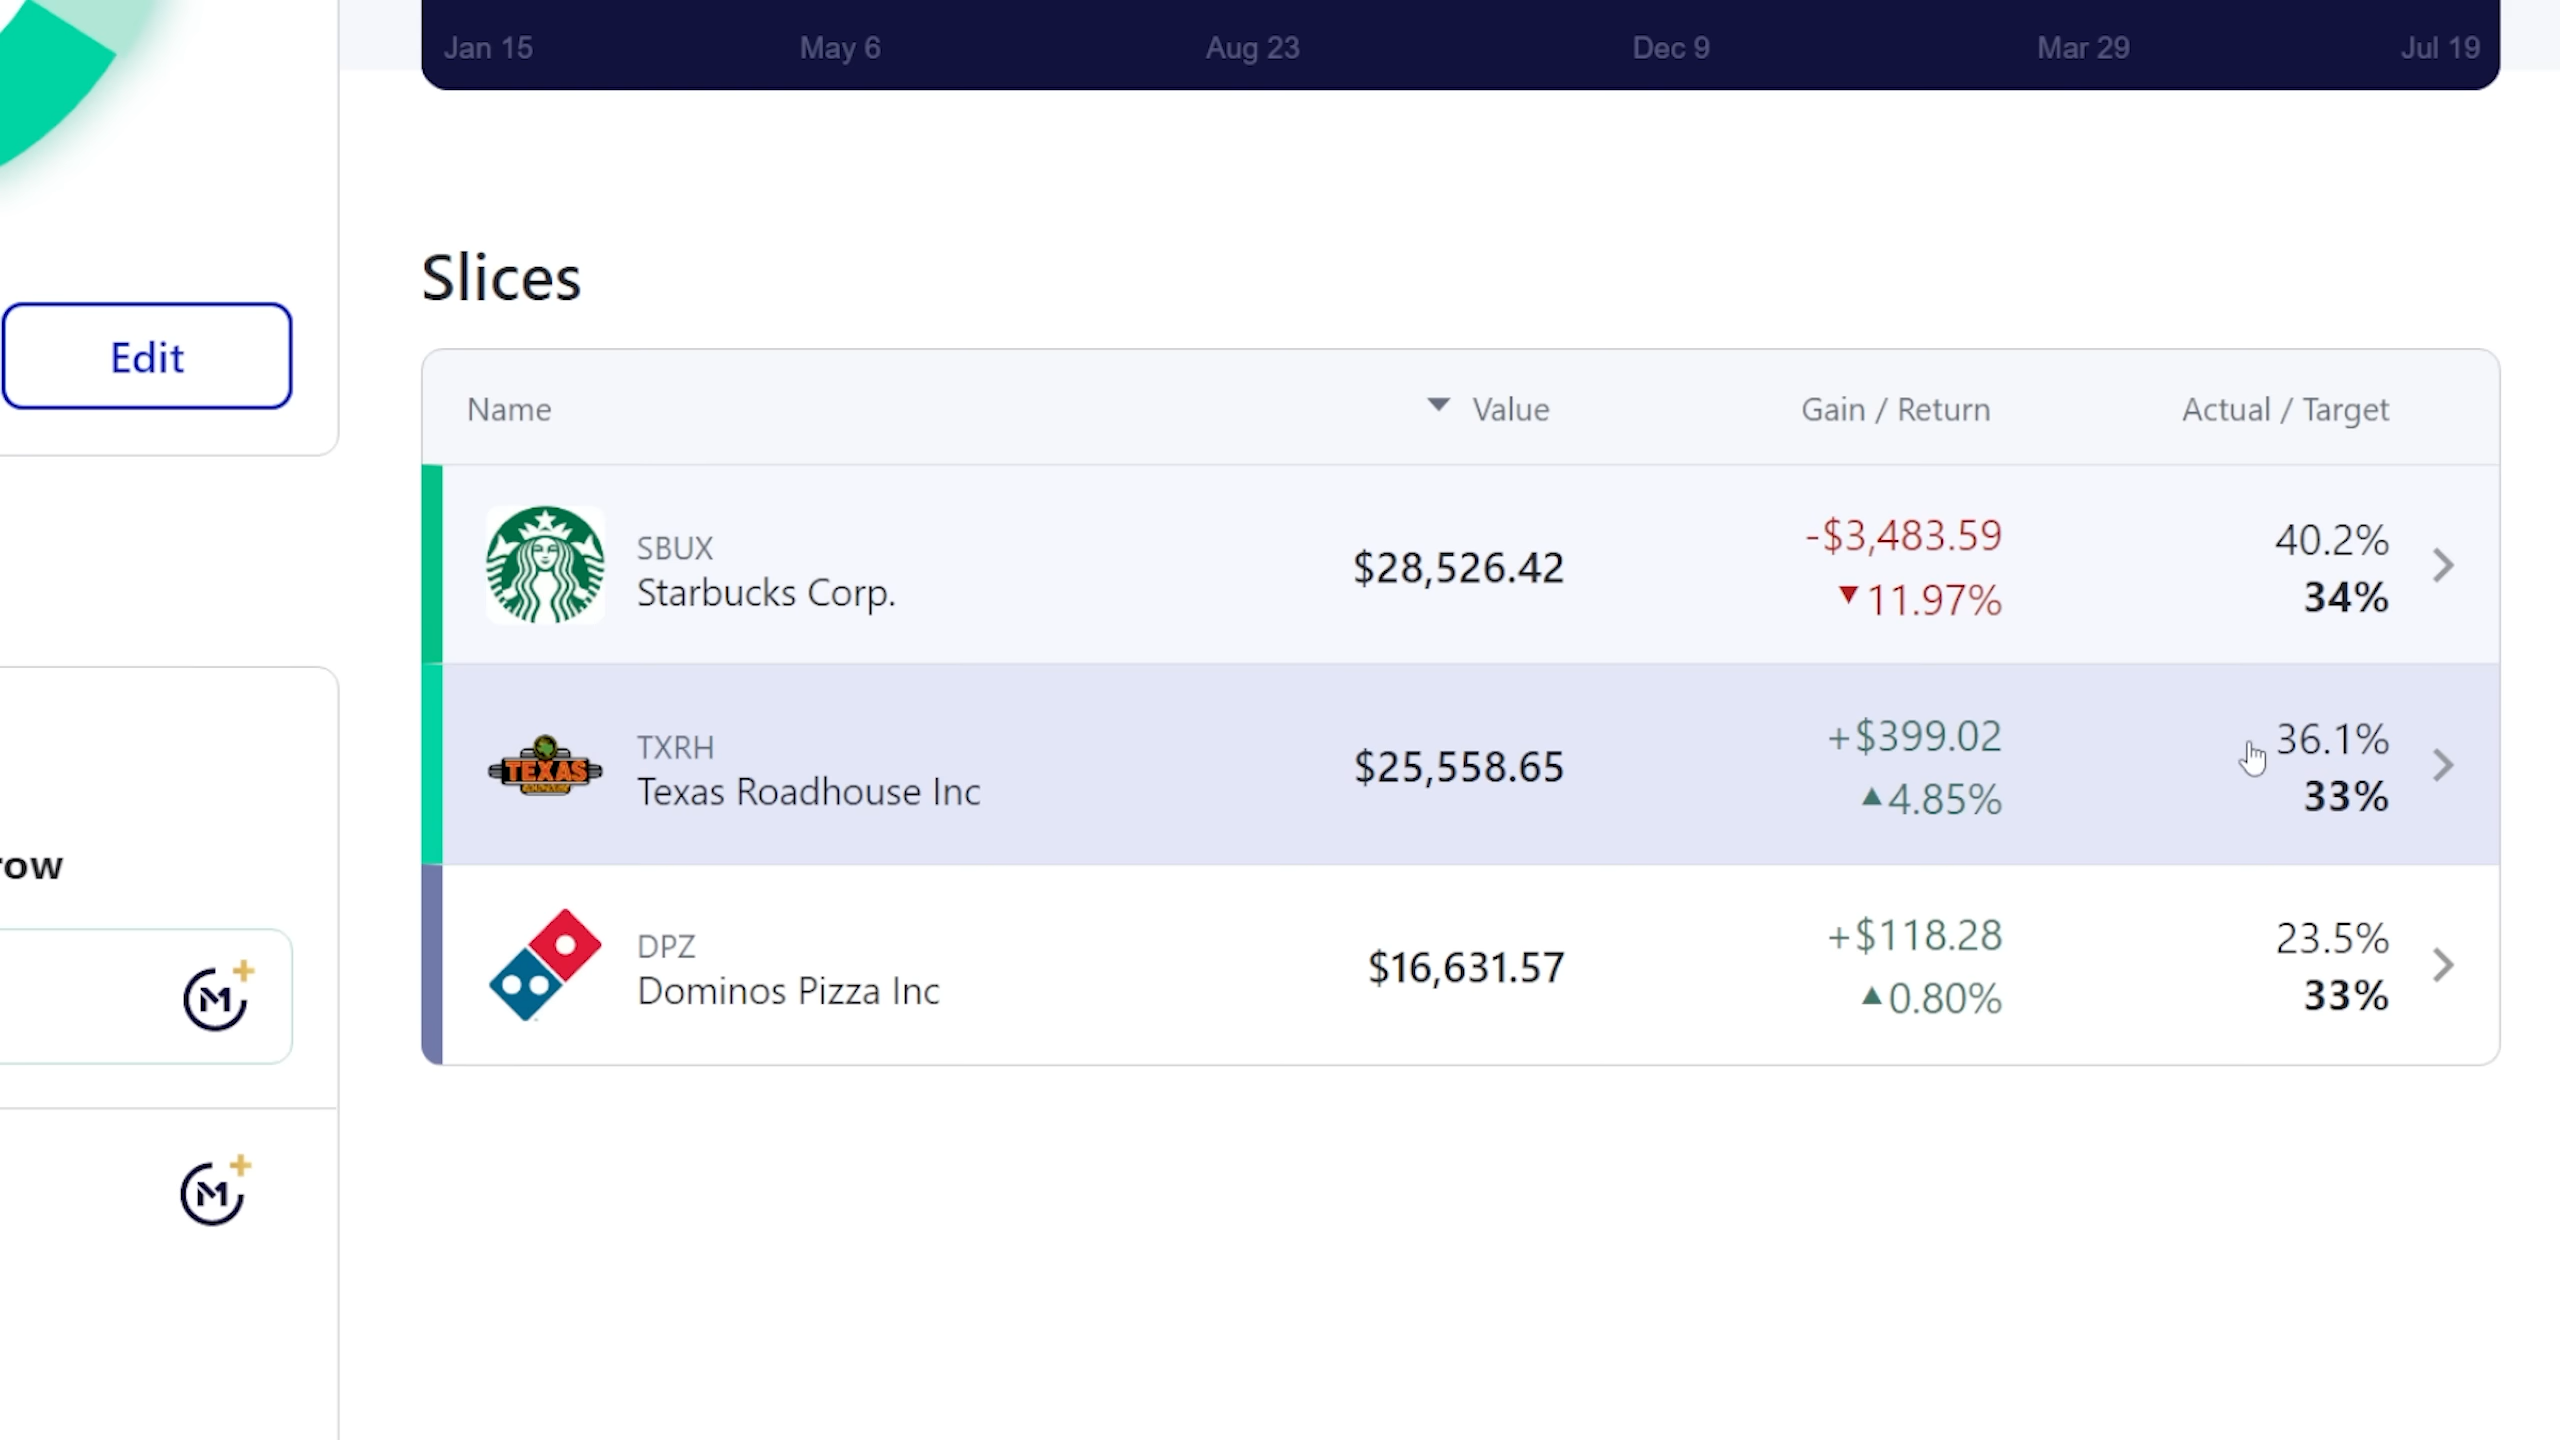 Jan 15 May 6 Aug 23 Dec 9 Mar 29 Jul 19
Slices
Edit
Name Value Gain / Return Actual / Target
SBUX
Starbucks Corp.
$28,526.42
-$3,483.59
▼11.97%
40.2%
34%
TEXAS
TXRH
Texas Roadhouse Inc
$25,558.65
+$399.02
▲4.85%
36.1%
33%
row
DPZ
Dominos Pizza Inc
$16,631.57
+$118.28
▲0.80%
23.5%
33%
M+
M+